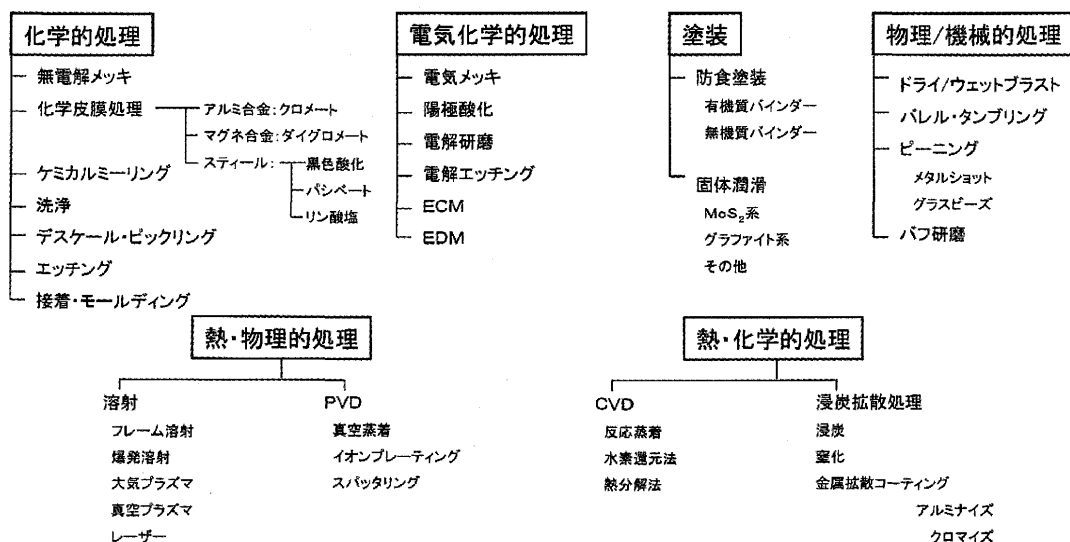 化学的処理
無電解メッキ
化学皮膜処理
アルミ合金:クロメート
マグネ合金:ダイグロメート
スティール:
黒色酸化
パシベート
リン酸塩
ケミカルミーリング
洗浄
デスケール・ピックリング
エッチング
接着・モールディング
電気化学的処理
電気メッキ
陽極酸化
電解研磨
電解エッチング
ECM
EDM
塗装
防食塗装
有機質バインダー
無機質バインダー
固体潤滑
MoS₂系
グラファイト系
その他
物理/機械的処理
ドライ/ウェットブラスト
バレル・タンブリング
ピーニング
メタルショット
グラスビーズ
バフ研磨
熱・物理的処理
溶射
フレーム溶射
爆発溶射
大気プラズマ
真空プラズマ
レーザー
PVD
真空蒸着
イオンプレーティング
スパッタリング
熱・化学的処理
CVD
反応蒸着
水素還元法
熱分解法
浸炭拡散処理
浸炭
窒化
金属拡散コーティング
アルミナイズ
クロマイズ